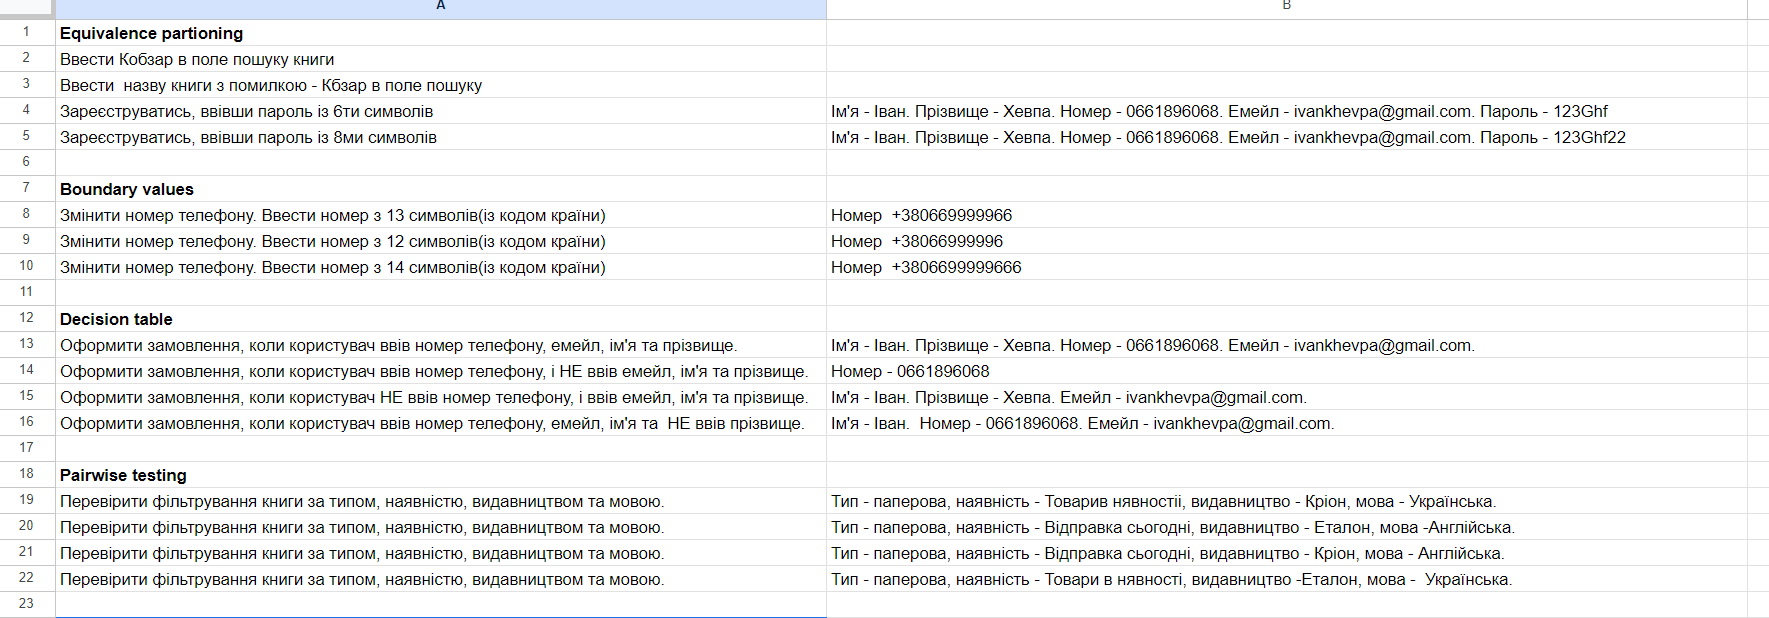 A B
1 Equivalence partioning
2 Ввести Кобзар в поле пошуку книги
3 Ввести  назву книги з помилкою - Кбзар в поле пошуку
4 Зареєструватись, ввівши пароль із 6ти символів Ім'я - Іван. Прізвище - Хевпа. Номер - 0661896068. Емейл - ivankhevpa@gmail.com. Пароль - 123Ghf
5 Зареєструватись, ввівши пароль із 8ми символів Ім'я - Іван. Прізвище - Хевпа. Номер - 0661896068. Емейл - ivankhevpa@gmail.com. Пароль - 123Ghf22
6
7 Boundary values
8 Змінити номер телефону. Ввести номер з 13 символів(із кодом країни) Номер  +380669999966
9 Змінити номер телефону. Ввести номер з 12 символів(із кодом країни) Номер  +38066999996
10 Змінити номер телефону. Ввести номер з 14 символів(із кодом країни) Номер  +3806699999666
11
12 Decision table
13 Оформити замовлення, коли користувач ввів номер телефону, емейл, ім'я та прізвище. Ім'я - Іван. Прізвище - Хевпа. Номер - 0661896068. Емейл - ivankhevpa@gmail.com.
14 Оформити замовлення, коли користувач ввів номер телефону, і НЕ ввів емейл, ім'я та прізвище. Номер - 0661896068
15 Оформити замовлення, коли користувач НЕ ввів номер телефону, і ввів емейл, ім'я та прізвище. Ім'я - Іван. Прізвище - Хевпа. Емейл - ivankhevpa@gmail.com.
16 Оформити замовлення, коли користувач ввів номер телефону, емейл, ім'я та  НЕ ввів прізвище. Ім'я - Іван.  Номер - 0661896068. Емейл - ivankhevpa@gmail.com.
17
18 Pairwise testing
19 Перевірити фільтрування книги за типом, наявністю, видавництвом та мовою. Тип - паперова, наявність - Товарив нявностіі, видавництво - Кріон, мова - Українська.
20 Перевірити фільтрування книги за типом, наявністю, видавництвом та мовою. Тип - паперова, наявність - Відправка сьогодні, видавництво - Еталон, мова -Англійська.
21 Перевірити фільтрування книги за типом, наявністю, видавництвом та мовою. Тип - паперова, наявність - Відправка сьогодні, видавництво - Кріон, мова - Англійська.
22 Перевірити фільтрування книги за типом, наявністю, видавництвом та мовою. Тип - паперова, наявність - Товари в нявності, видавництво -Еталон, мова -  Українська.
23